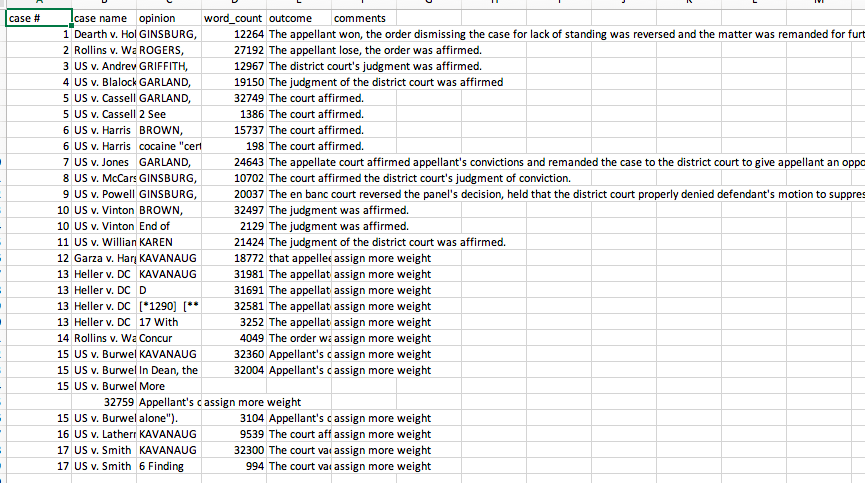 case # case name opinion word_count outcome comments
1 Dearth v. Hol GINSBURG, 12264 The appellant won, the order dismissing the case for lack of standing was reversed and the matter was remanded for furt
2 Rollins v. Wa ROGERS, 27192 The appellant lose, the order was affirmed.
3 US v. Andrew GRIFFITH, 12967 The district court's judgment was affirmed.
4 US v. Blalock GARLAND, 19150 The judgment of the district court was affirmed
5 US v. Cassell GARLAND, 32749 The court affirmed.
5 US v. Cassell 2 See 1386 The court affirmed.
6 US v. Harris BROWN, 15737 The court affirmed.
6 US v. Harris cocaine "cert 198 The court affirmed.
7 US v. Jones GARLAND, 24643 The appellate court affirmed appellant's convictions and remanded the case to the district court to give appellant an oppo
8 US v. McCars GINSBURG, 10702 The court affirmed the district court's judgment of conviction.
9 US v. Powell GINSBURG, 20037 The en banc court reversed the panel's decision, held that the district court properly denied defendant's motion to suppres
10 US v. Vinton BROWN, 32497 The judgment was affirmed.
10 US v. Vinton End of 2129 The judgment was affirmed.
11 US v. William KAREN 21424 The judgment of the district court was affirmed.
12 Garza v. Harg KAVANAUG 18772 that appellee assign more weight
13 Heller v. DC KAVANAUG 31981 The appellat assign more weight
13 Heller v. DC D 31691 The appellat assign more weight
13 Heller v. DC [*1290] [** 32581 The appellat assign more weight
13 Heller v. DC 17 With 3252 The appellat assign more weight
14 Rollins v. Wa Concur 4049 The order wa assign more weight
15 US v. Burwel KAVANAUG 32360 Appellant's c assign more weight
15 US v. Burwel In Dean, the 32004 Appellant's c assign more weight
15 US v. Burwel More
32759 Appellant's c assign more weight
15 US v. Burwel alone"). 3104 Appellant's c assign more weight
16 US v. Lathern KAVANAUG 9539 The court aff assign more weight
17 US v. Smith KAVANAUG 32300 The court va assign more weight
17 US v. Smith 6 Finding 994 The court va assign more weight